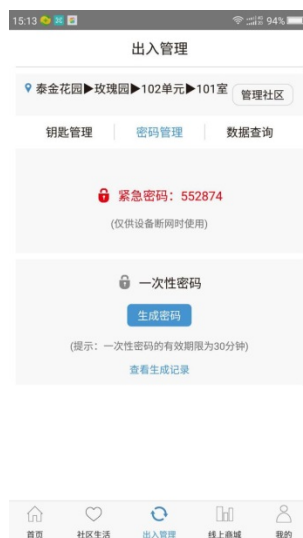 15:13 94%
出入管理
泰金花园▶玫瑰园▶102单元▶101室 管理社区
钥匙管理 密码管理 数据查询
紧急密码：552874
(仅供设备断网时使用)
一次性密码
生成密码
(提示：一次性密码的有效期限为30分钟)
查看生成记录
首页 社区生活 出入管理 线上商城 我的